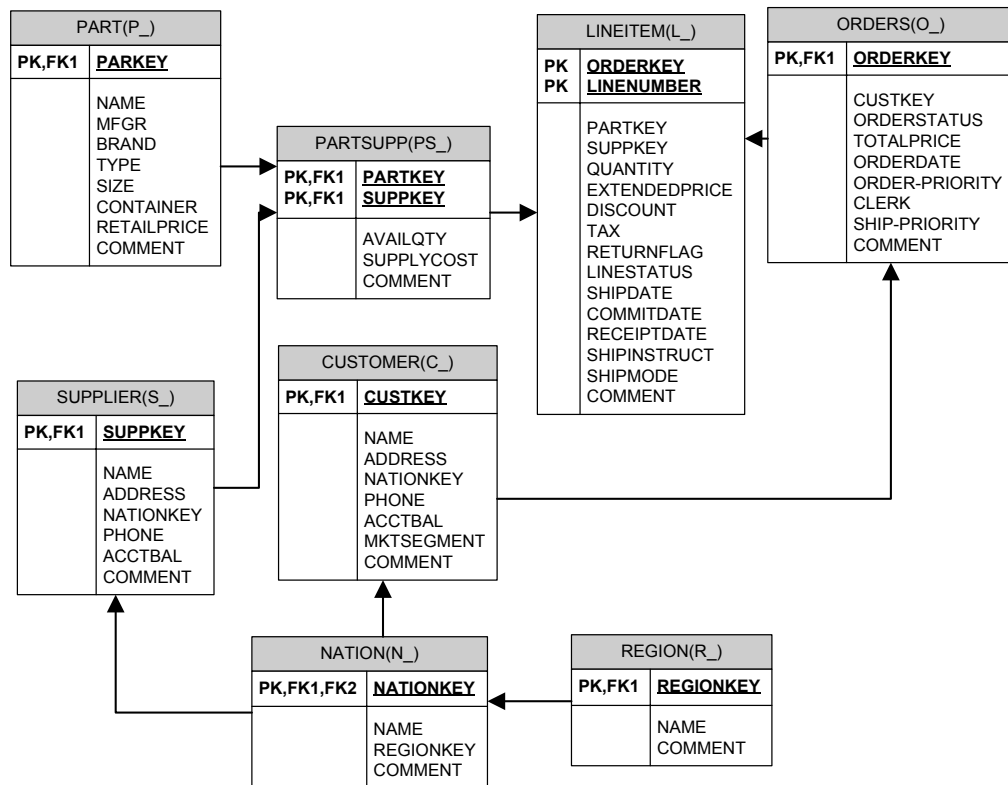 PART(P_)
PK,FK1 PARKEY
NAME
MFGR
BRAND
TYPE
SIZE
CONTAINER
RETAILPRICE
COMMENT
PARTSUPP(PS_)
PK,FK1 PARTKEY
PK,FK1 SUPPKEY
AVAILQTY
SUPPLYCOST
COMMENT
LINEITEM(L_)
PK ORDERKEY
PK LINENUMBER
PARTKEY
SUPPKEY
QUANTITY
EXTENDEDPRICE
DISCOUNT
TAX
RETURNFLAG
LINESTATUS
SHIPDATE
COMMITDATE
RECEIPTDATE
SHIPINSTRUCT
SHIPMODE
COMMENT
ORDERS(O_)
PK,FK1 ORDERKEY
CUSTKEY
ORDERSTATUS
TOTALPRICE
ORDERDATE
ORDER-PRIORITY
CLERK
SHIP-PRIORITY
COMMENT
SUPPLIER(S_)
PK,FK1 SUPPKEY
NAME
ADDRESS
NATIONKEY
PHONE
ACCTBAL
COMMENT
CUSTOMER(C_)
PK,FK1 CUSTKEY
NAME
ADDRESS
NATIONKEY
PHONE
ACCTBAL
MKTSEGMENT
COMMENT
NATION(N_)
PK,FK1,FK2 NATIONKEY
NAME
REGIONKEY
COMMENT
REGION(R_)
PK,FK1 REGIONKEY
NAME
COMMENT